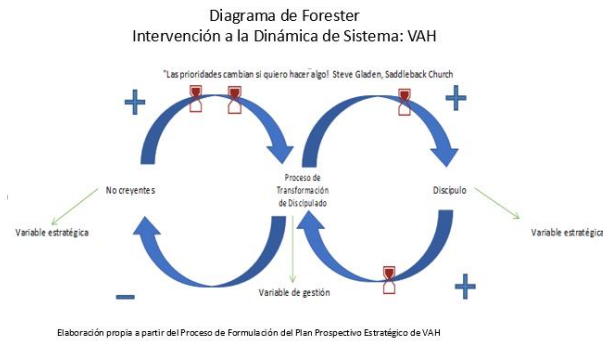 Diagrama de Forester
Intervención a la Dinámica de Sistema: VAH
"Las prioridades cambian si quiero hacer algo! Steve Gladen, Saddleback Church
No creyentes
Proceso de
Transformación
de Discipulado
Discípulo
Variable estratégica
Variable estratégica
Variable de gestión
Elaboración propia a partir del Proceso de Formulación del Plan Prospectivo Estratégico de VAH